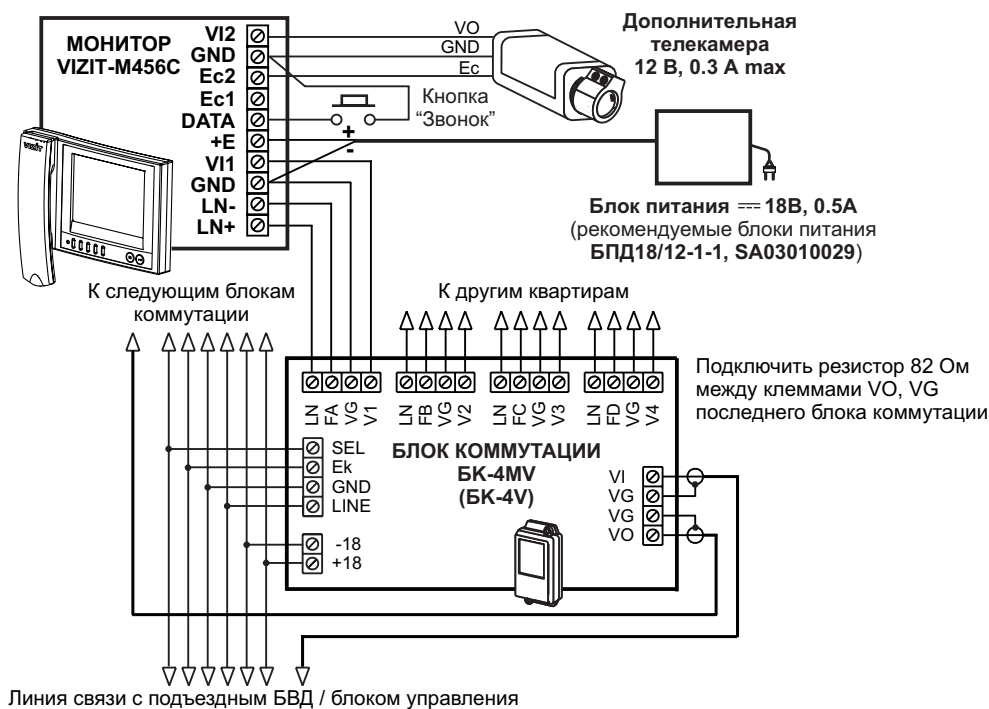 МОНИТОР
VIZIT-M456C
VI2
GND
Ec2
Ec1
DATA
+E
VI1
GND
LN-
LN+
VO
GND
Ec
Кнопка
“Звонок”
+
-
Дополнительная
телекамера
12 В, 0.3 А max
VIZIT
Блок питания ⎓ 18В, 0.5А
(рекомендуемые блоки питания
БПД18/12-1-1, SA03010029)
К следующим блокам
коммутации
К другим квартирам
Подключить резистор 82 Ом
между клеммами VO, VG
последнего блока коммутации
LN FA VG V1
LN FB VG V2
LN FC VG V3
LN FD VG V4
SEL
Ek
GND
LINE
-18
+18
БЛОК КОММУТАЦИИ
БK-4MV
(БK-4V)
VI
VG
VG
VO
Линия связи с подъездным БВД / блоком управления